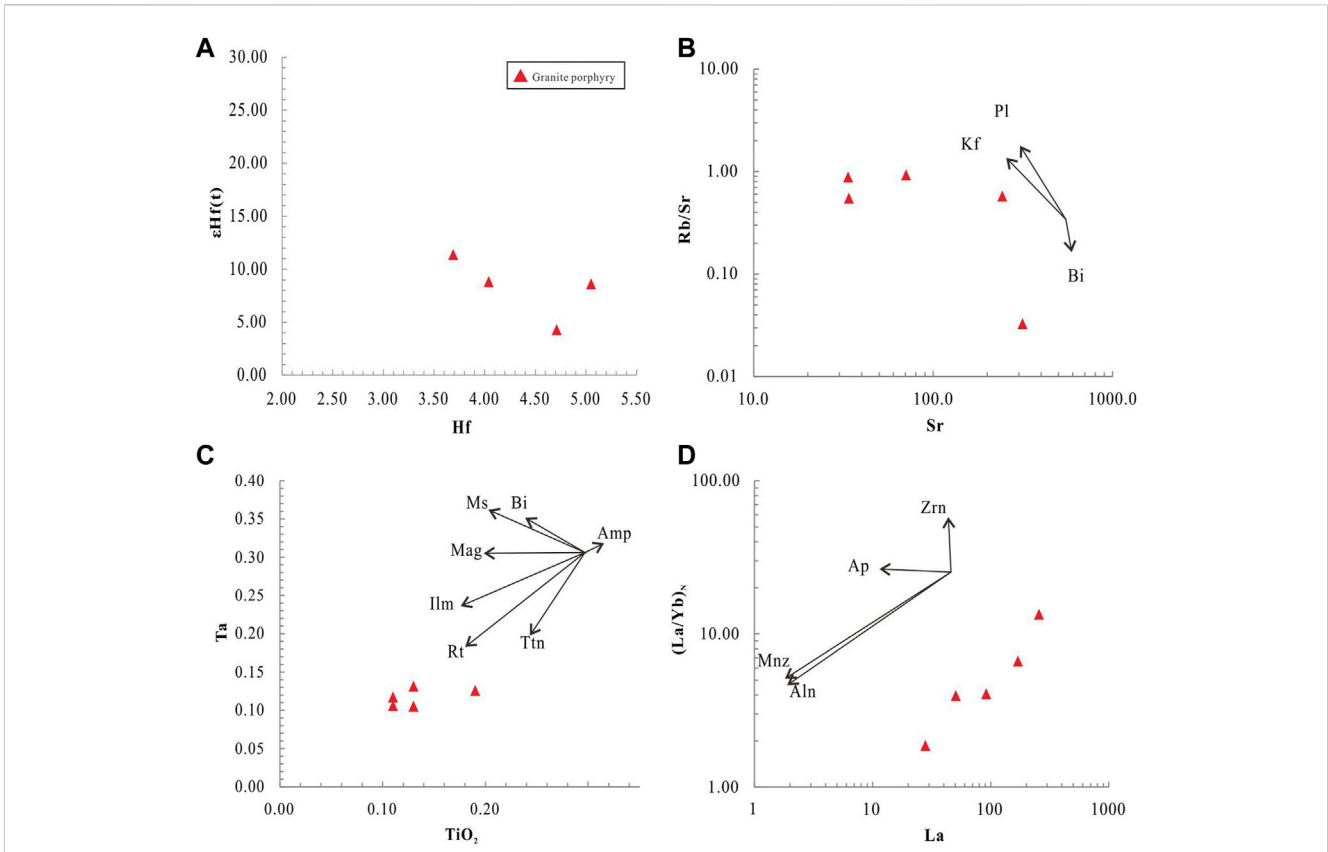 A
30.00
25.00
20.00
15.00
10.00
5.00
0.00
εHf(t)
Granite porphyry
2.00 2.50 3.00 3.50 4.00 4.50 5.00 5.50
Hf
B
10.00
1.00
0.10
0.01
Rb/Sr
Pl
Kf
Bi
10.0 100.0 1000.0
Sr
C
0.40
0.35
0.30
0.25
0.20
0.15
0.10
0.05
0.00
Ta
Ms Bi
Amp
Mag
Ilm
Rt Ttn
0.00 0.10 0.20
TiO₂
D
100.00
10.00
1.00
(La/Yb)N
Zrn
Ap
Mnz
Aln
1 10 100 1000
La